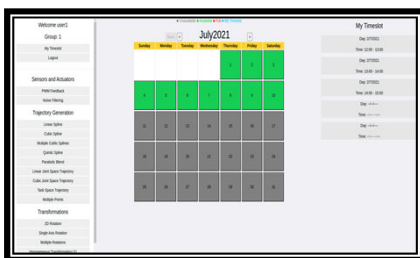 Welcome user1
Group: 1
My Timeslot
Logout
Sensors and Actuators
PWM Feedback
Noise Filtering
Trajectory Generation
Linear Spline
Cubic Spline
Multiple Cubic Splines
Quintic Spline
Parabolic Blend
Linear Joint Space Trajectory
Cubic Joint Space Trajectory
Task Space Trajectory
Multiple Points
Transformations
2D Rotation
Single Axis Rotation
Multiple Rotations
July2021
Sunday Monday Tuesday Wednesday Thursday Friday Saturday
1 2 3
4 5 6 7 8 9 10
11 12 13 14 15 16 17
18 19 20 21 22 23 24
25 26 27 28 29 30 31
My Timeslot
Day: 2/7/2021
Time: 12:00 - 13:00
Day: 2/7/2021
Time: 13:00 - 14:00
Day: 2/7/2021
Time: 14:00 - 15:00
Day: --/--/----
Time: --:-- - --:--
Day: --/--/----
Time: --:-- - --:--